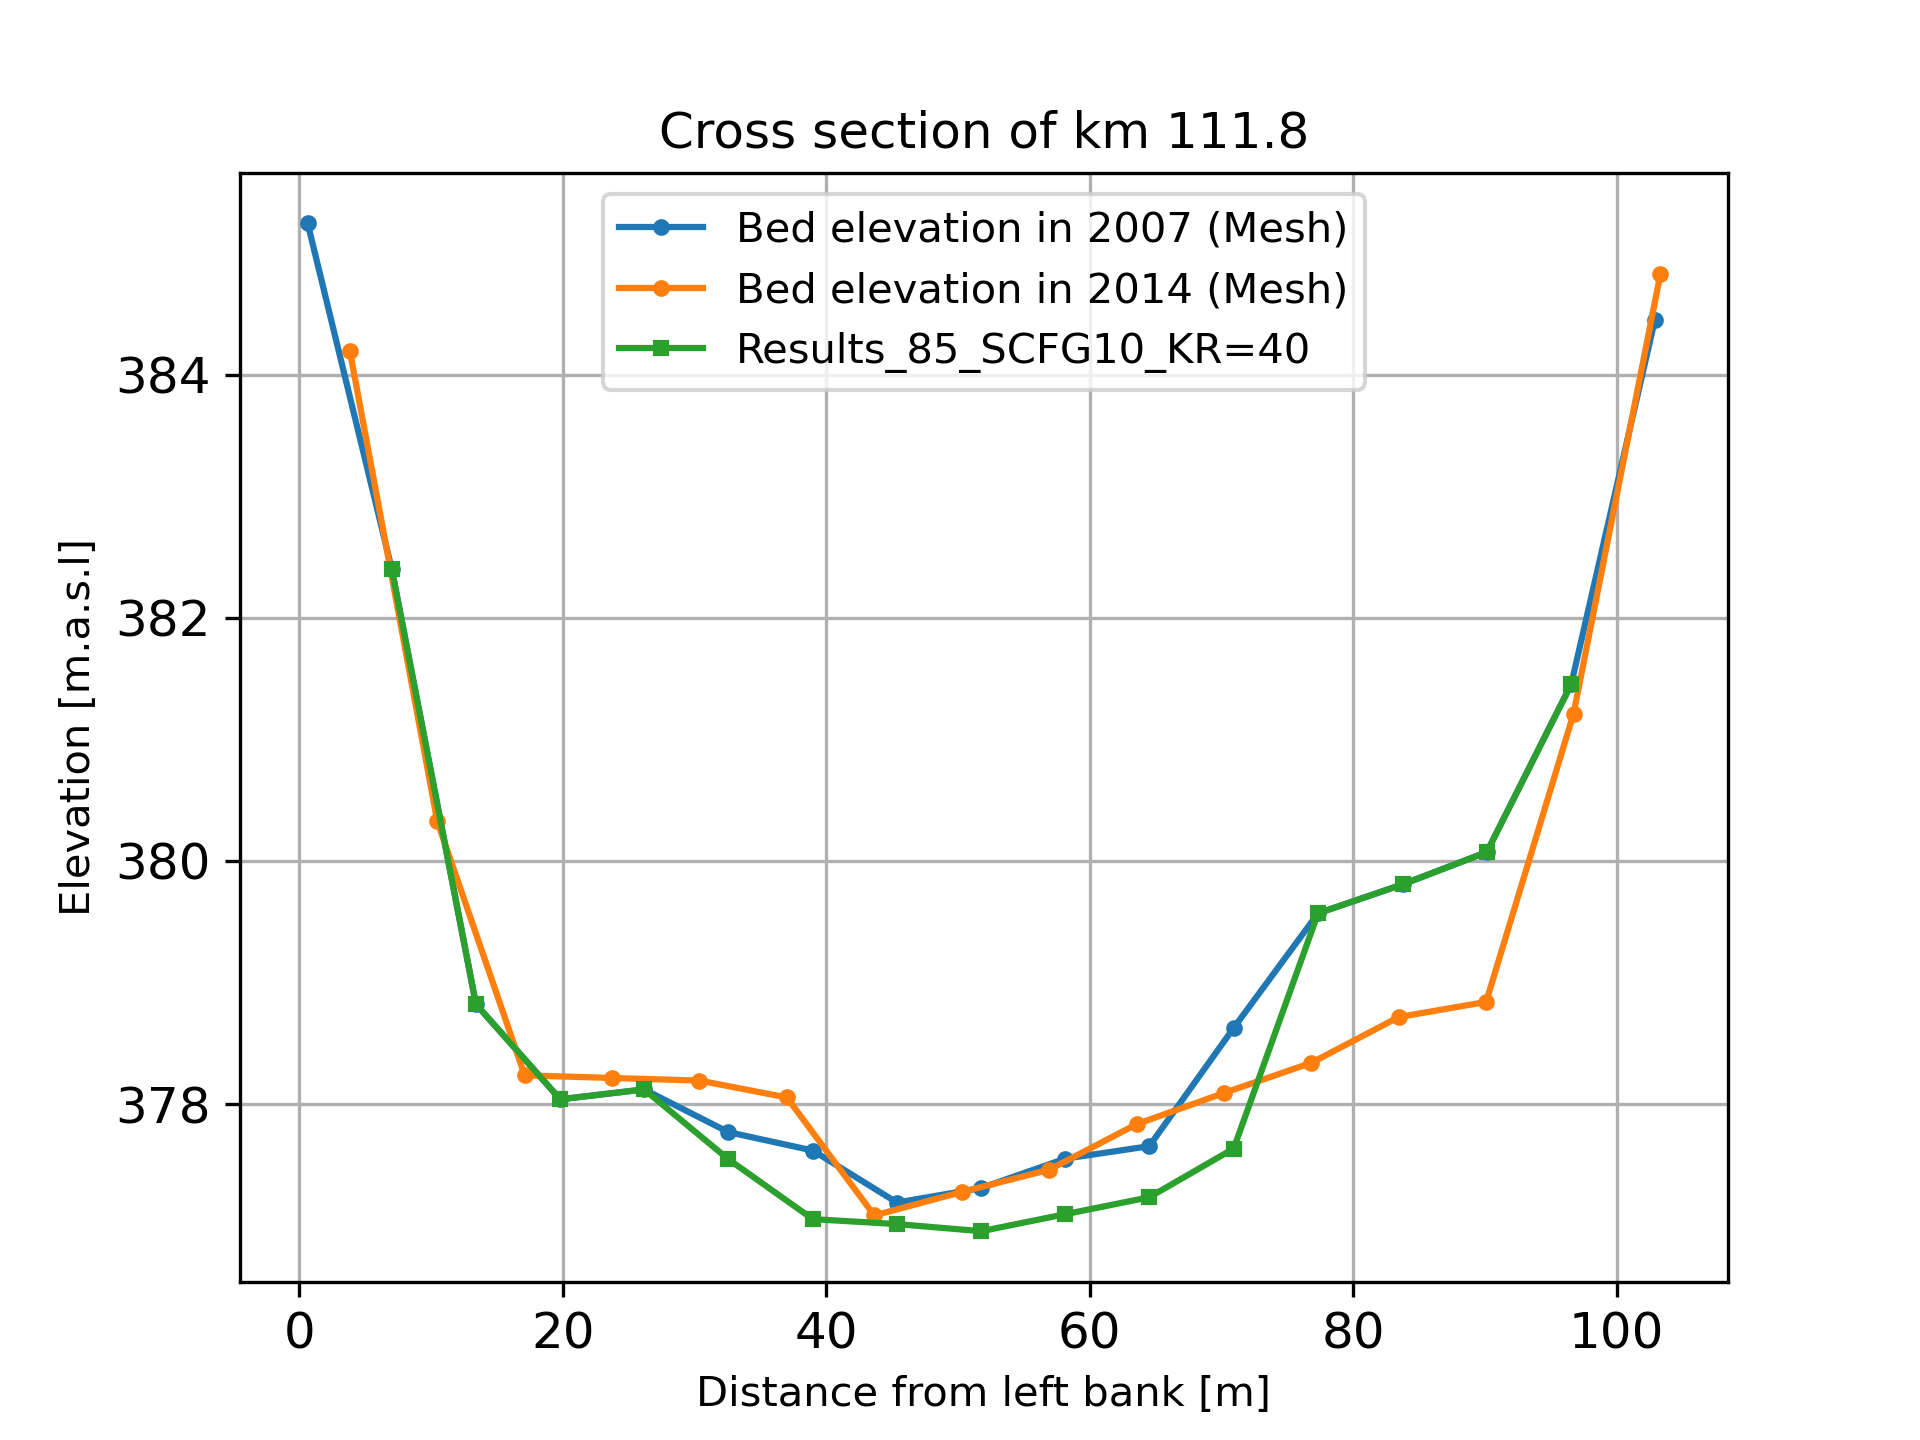 Cross section of km 111.8
Bed elevation in 2007 (Mesh)
Bed elevation in 2014 (Mesh)
Results_85_SCFG10_KR=40
Elevation [m.a.s.l]
384
382
380
378
0 20 40 60 80 100
Distance from left bank [m]